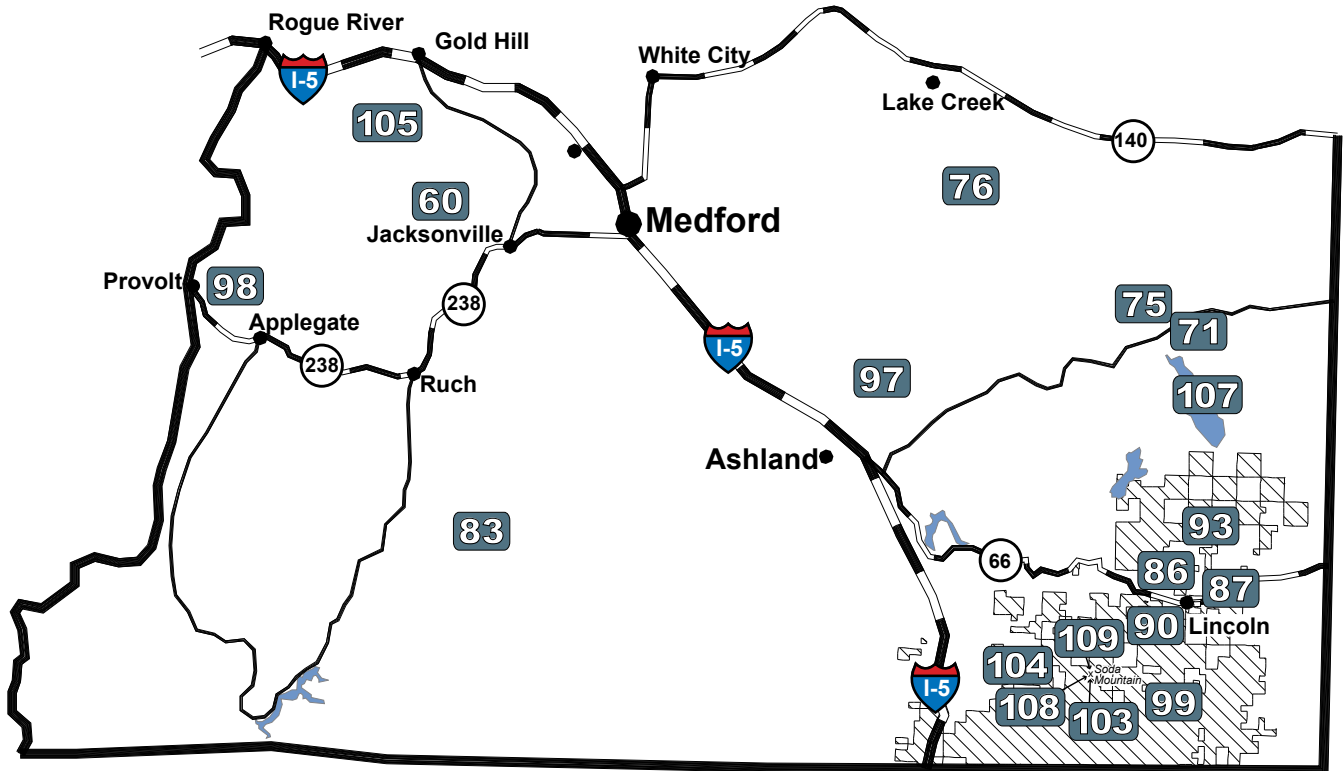 Rogue River
Gold Hill
I-5
White City
Lake Creek
105
140
76
60
Medford
Jacksonville
Provolt
98
238
75
Applegate
71
I-5
238
Ruch
97
107
Ashland
83
93
66
86
87
90
Lincoln
109
104
Soda
Mountain
I-5
108
99
103